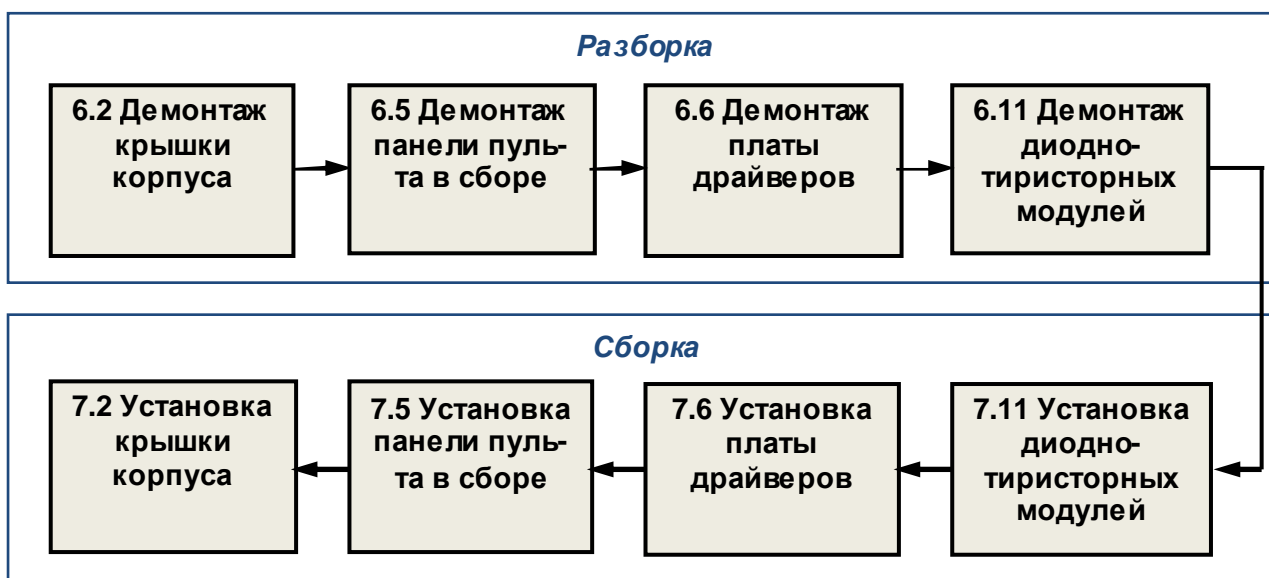 Разборка
6.2 Демонтаж
крышки
корпуса
6.5 Демонтаж
панели пуль-
та в сборе
6.6 Демонтаж
платы
драйверов
6.11 Демонтаж
диодно-
тиристорных
модулей
Сборка
7.2 Установка
крышки
корпуса
7.5 Установка
панели пуль-
та в сборе
7.6 Установка
платы
драйверов
7.11 Установка
диодно-
тиристорных
модулей